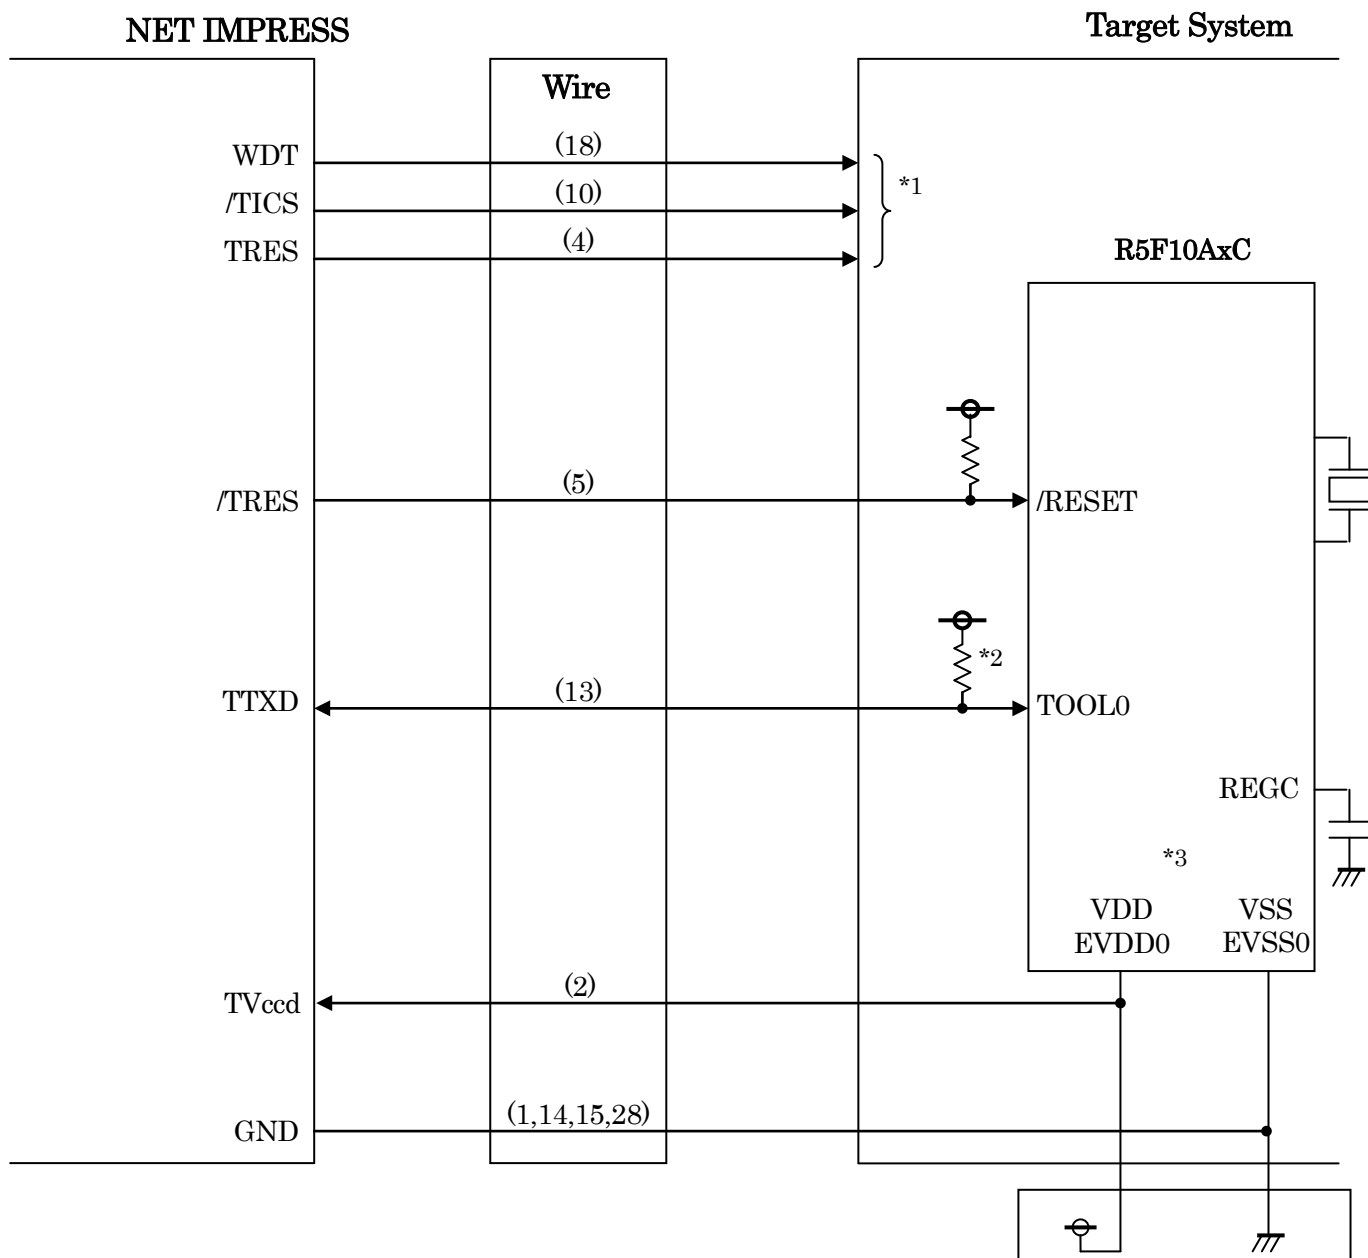 NET IMPRESS
Target System
Wire
WDT
(18)
*1
/TICS
(10)
TRES
(4)
R5F10AxC
/TRES
(5)
/RESET
*2
TTXD
(13)
TOOL0
REGC
*3
VDD
VSS
EVDD0
EVSS0
TVccd
(2)
GND
(1,14,15,28)